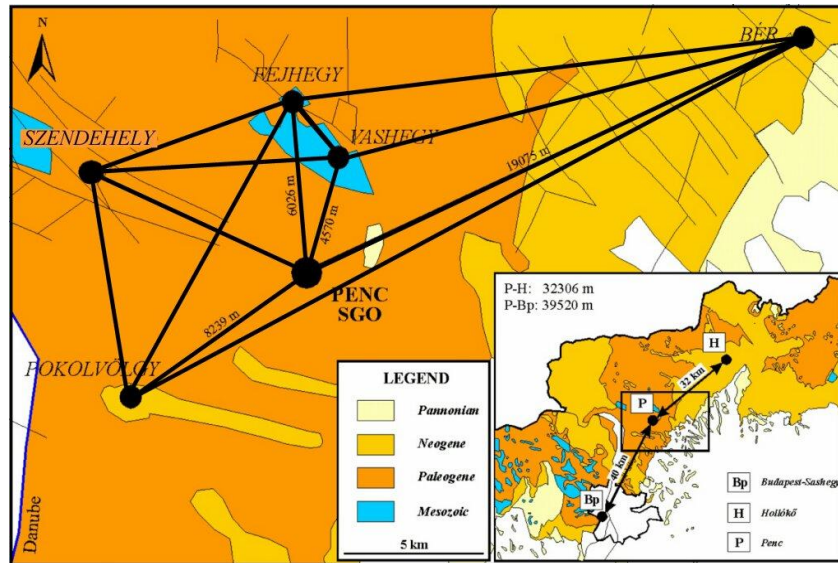 N
BÉR
FEJHEGY
VASHEGY
SZENDEHELY
19075 m
6026 m
4570 m
PENC
SGO
8239 m
POKOLVÖLGY
Danube
LEGEND
Pannonian
Neogene
Paleogene
Mesozoic
5 km
P-H: 32306 m
P-Bp: 39520 m
H
32 km
P
40 km
Bp
Bp Budapest-Sashegy
H Hollókő
P Penc